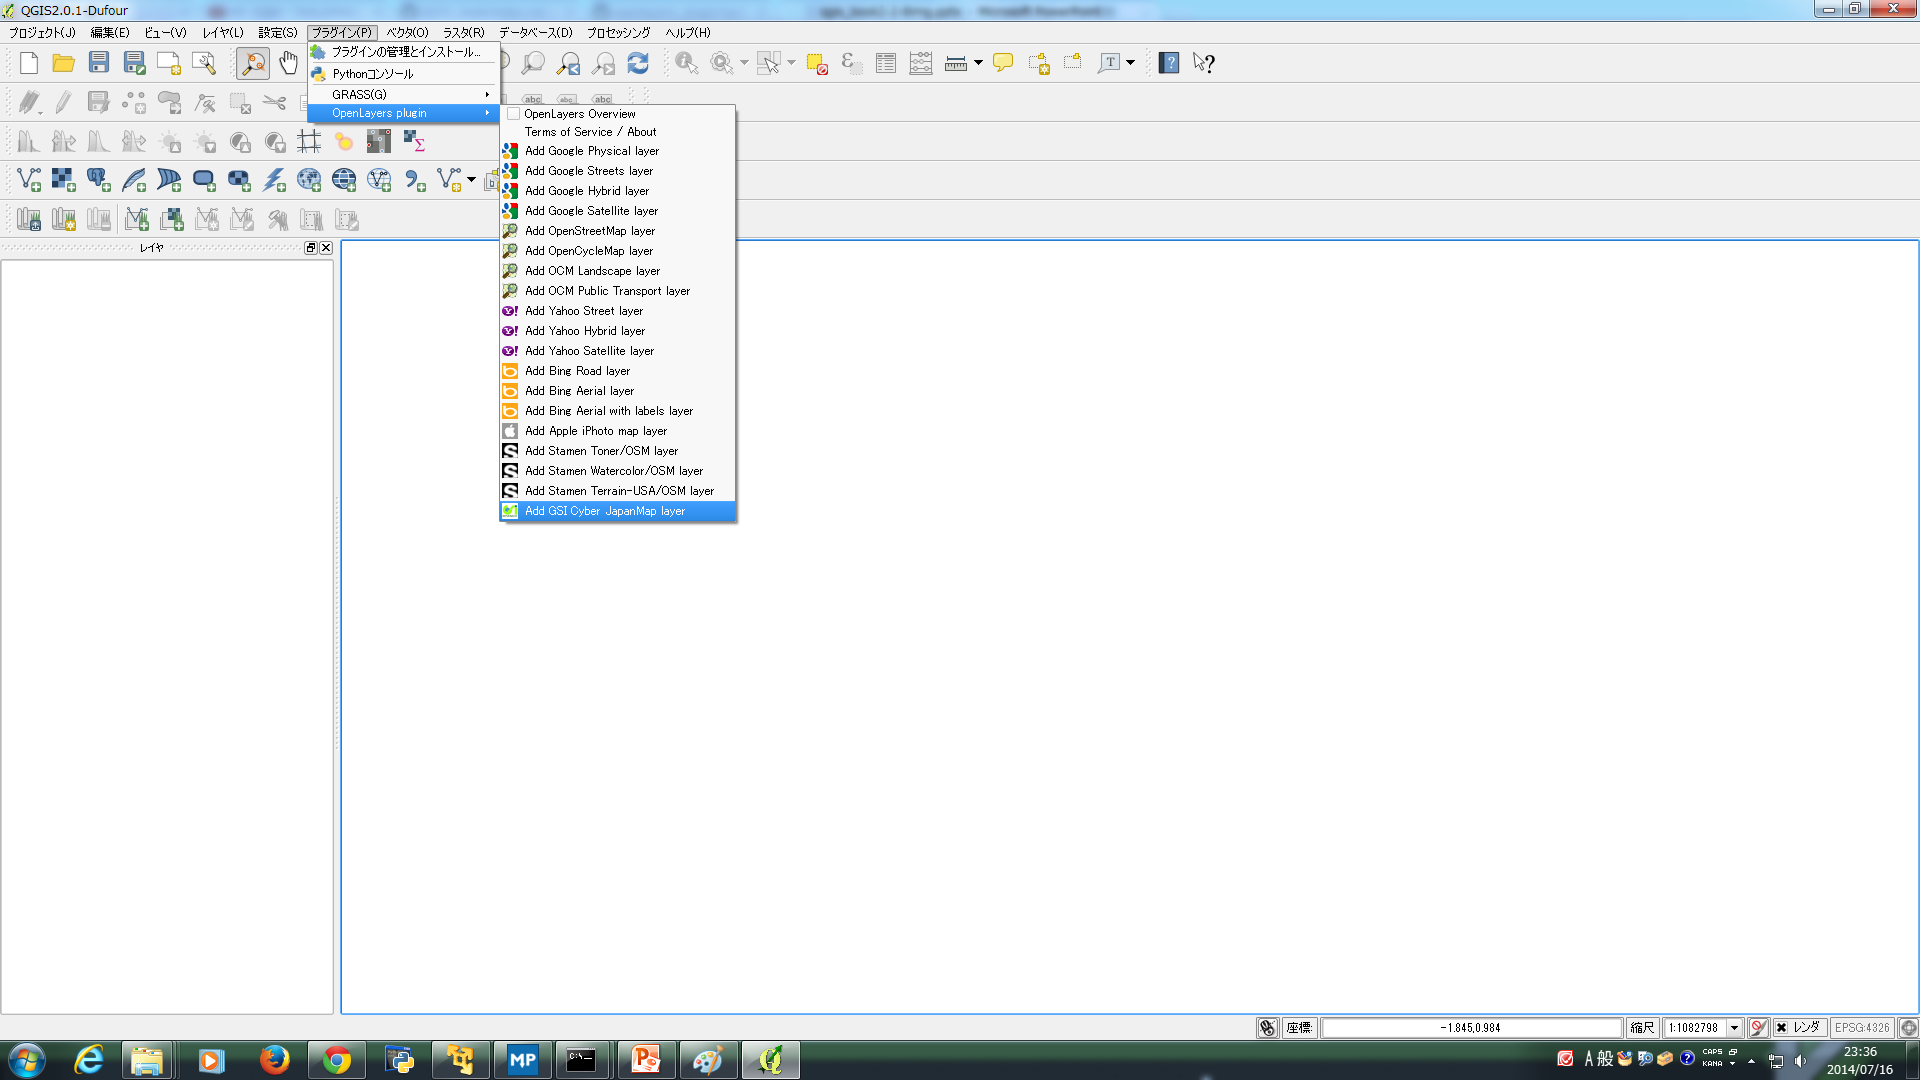 QGIS2.0.1-Dufour
プロジェクト(J) 編集(E) ビュー(V) レイヤ(L) 設定(S) プラグイン(P) ベクタ(O) ラスタ(R) データベース(D) プロセッシング ヘルプ(H)
プラグインの管理とインストール...
Pythonコンソール
GRASS(G)
OpenLayers plugin
OpenLayers Overview
Terms of Service / About
Add Google Physical layer
Add Google Streets layer
Add Google Hybrid layer
Add Google Satellite layer
Add OpenStreetMap layer
Add OpenCycleMap layer
Add OCM Landscape layer
Add OCM Public Transport layer
Add Yahoo Street layer
Add Yahoo Hybrid layer
Add Yahoo Satellite layer
Add Bing Road layer
Add Bing Aerial layer
Add Bing Aerial with labels layer
Add Apple iPhoto map layer
Add Stamen Toner/OSM layer
Add Stamen Watercolor/OSM layer
Add Stamen Terrain-USA/OSM layer
Add GSI Cyber JapanMap layer
abc abc abc
レイヤ
座標: -1.845,0.984 縮尺 1:1082798 レンダ EPSG:4326
MP
C:\
A 般 CAPS KANA
23:36
2014/07/16